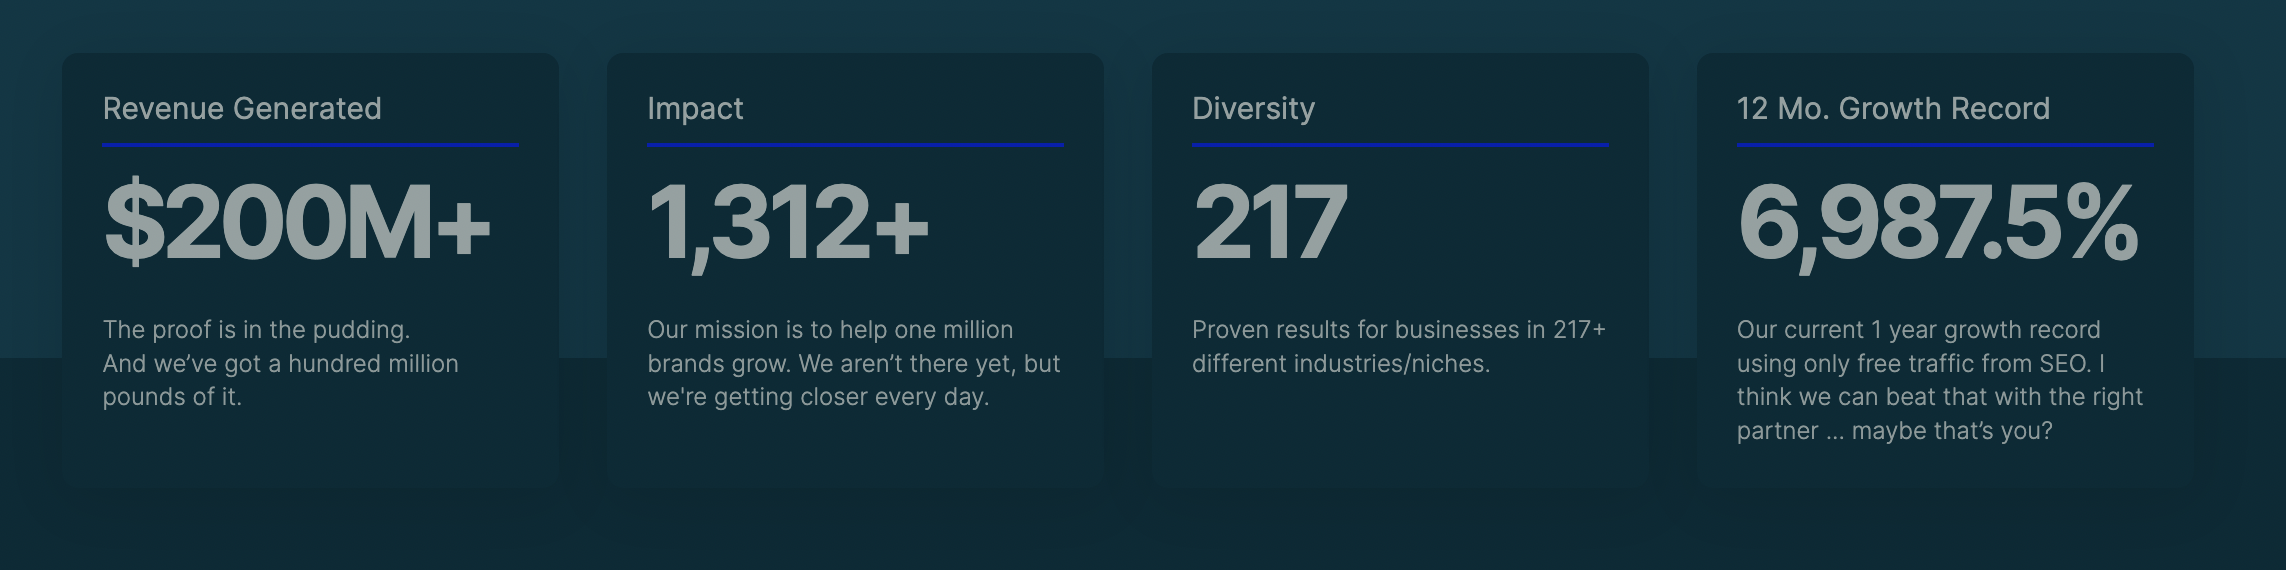 Revenue Generated
$200M+
The proof is in the pudding.
And we’ve got a hundred million
pounds of it.
Impact
1,312+
Our mission is to help one million
brands grow. We aren’t there yet, but
we're getting closer every day.
Diversity
217
Proven results for businesses in 217+
different industries/niches.
12 Mo. Growth Record
6,987.5%
Our current 1 year growth record
using only free traffic from SEO. I
think we can beat that with the right
partner ... maybe that’s you?